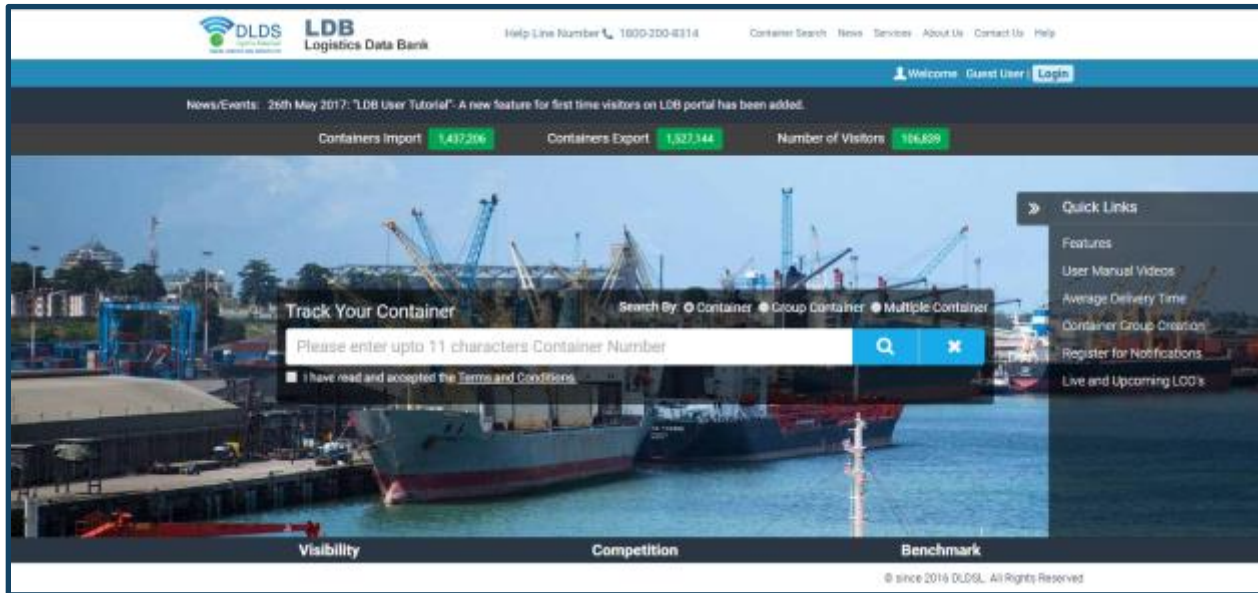 DLDS
LDB
Logistics Data Bank
Help Line Number 1800-200-8314
Container Search News Services About Us Contact Us Help
Welcome Guest User | Login
News/Events: 26th May 2017: "LDB User Tutorial"- A new feature for first time visitors on LDB portal has been added.
Containers Import 1,437,206 Containers Export 1,527,144 Number of Visitors 106,839
Quick Links
Features
User Manual Videos
Average Delivery Time
Container Group Creation
Register for Notifications
Live and Upcoming LCO's
Track Your Container
Search By: Container Group Container Multiple Container
Please enter upto 11 characters Container Number
I have read and accepted the Terms and Conditions.
Visibility Competition Benchmark
© since 2016 DLDSL. All Rights Reserved